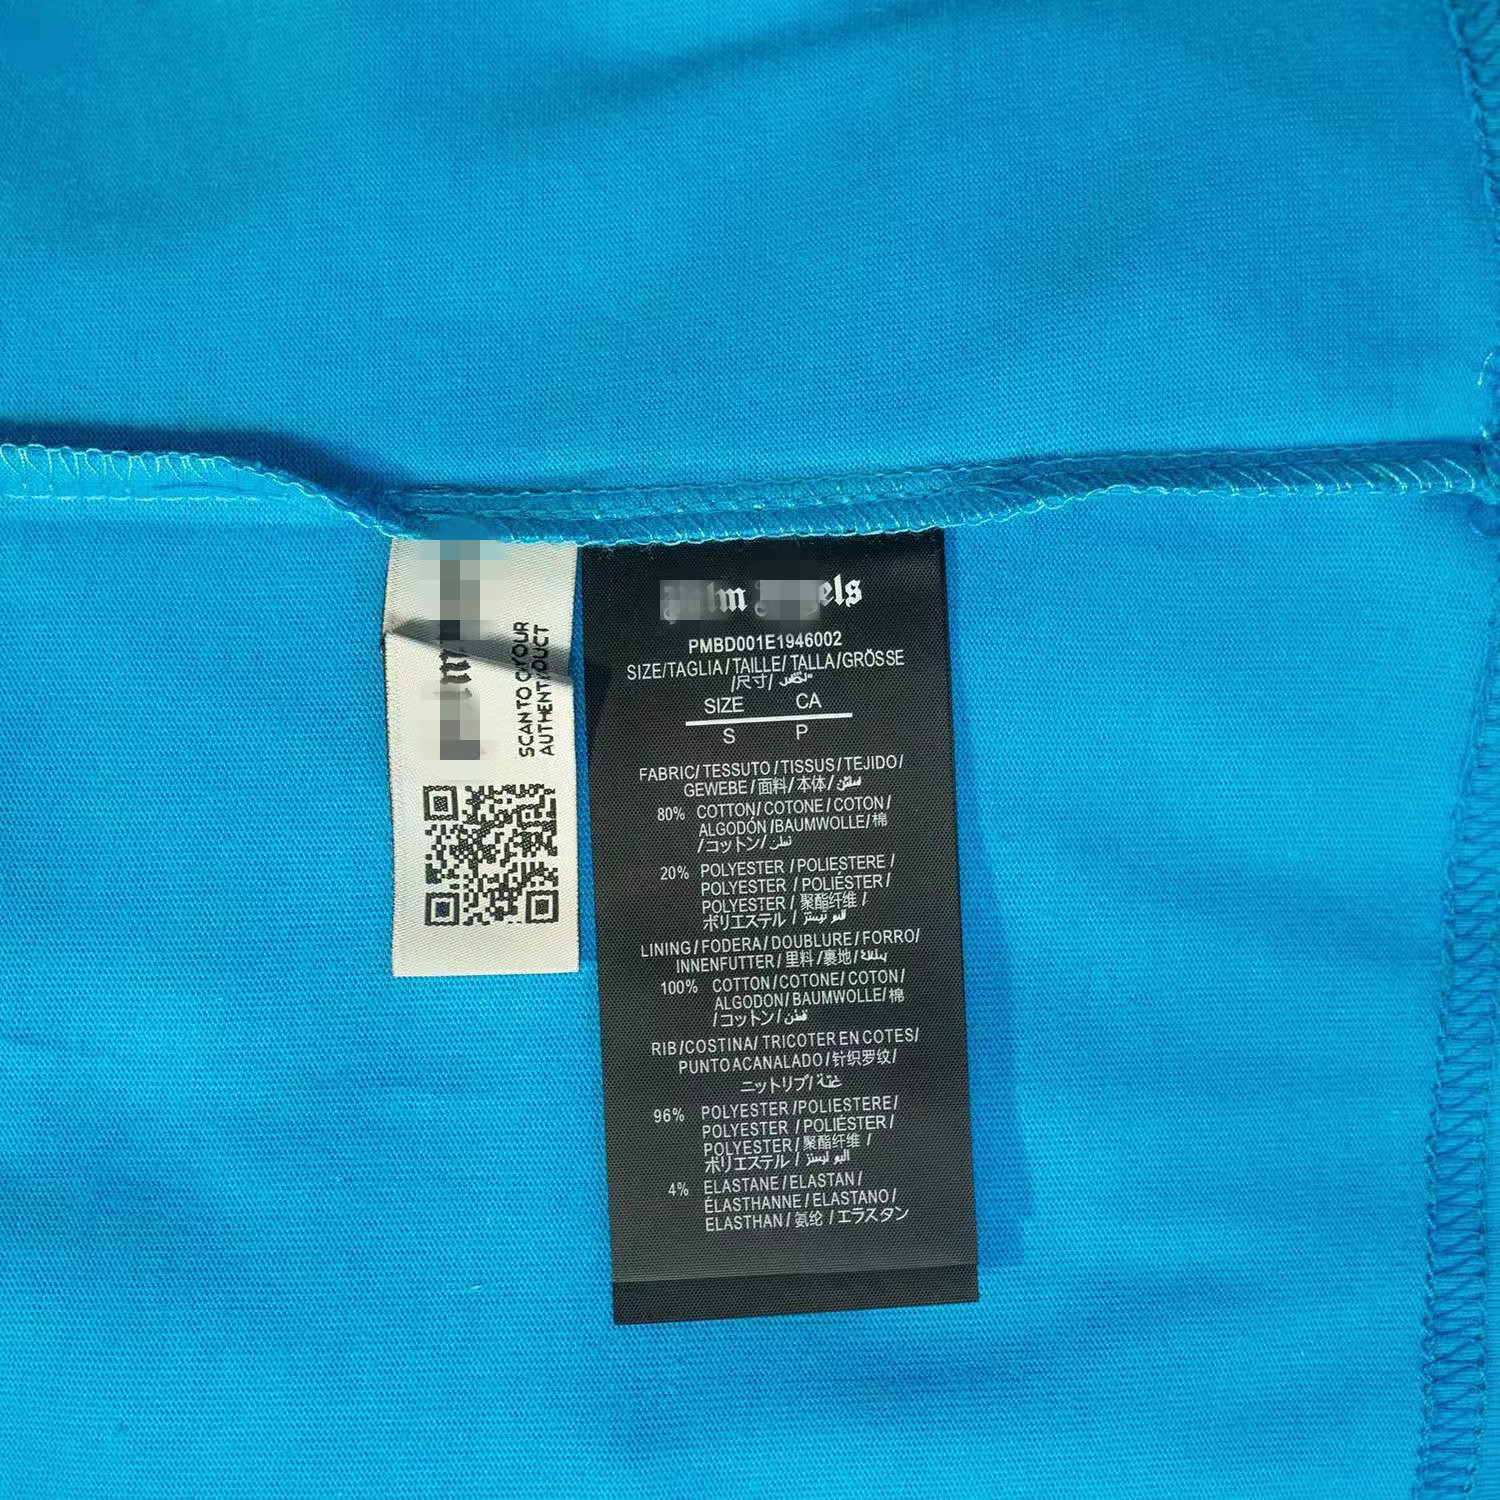 SCAN TO
YOUR
AUTHENT
PRODUCT
PMBD001E1946002
SIZE/TAGLIA/TAILLE/TALLA/GRÖSSE
/尺寸/
SIZE CA
S P
FABRIC/TESSUTO/TISSUS/TEJIDO/
GEWEBE/面料/本体/
80% COTTON/COTONE/COTON/
ALGODÓN/BAUMWOLLE/棉
/コットン/
20% POLYESTER/POLIESTERE/
POLYESTER/POLIÉSTER/
POLYESTER/聚酯纤维/
ポリエステル/
LINING/FODERA/DOUBLURE/FORRO/
INNENFUTTER/里料/裏地/
100% COTTON/COTONE/COTON/
ALGODON/BAUMWOLLE/棉
/コットン/
RIB/COSTINA/TRICOTER EN COTES/
PUNTO ACANALADO/针织罗纹/
ニットリブ/
96% POLYESTER/POLIESTERE/
POLYESTER/POLIÉSTER/
POLYESTER/聚酯纤维/
ポリエステル/
4% ELASTANE/ELASTAN/
ÉLASTHANNE/ELASTANO/
ELASTHAN/氨纶/エラスタン